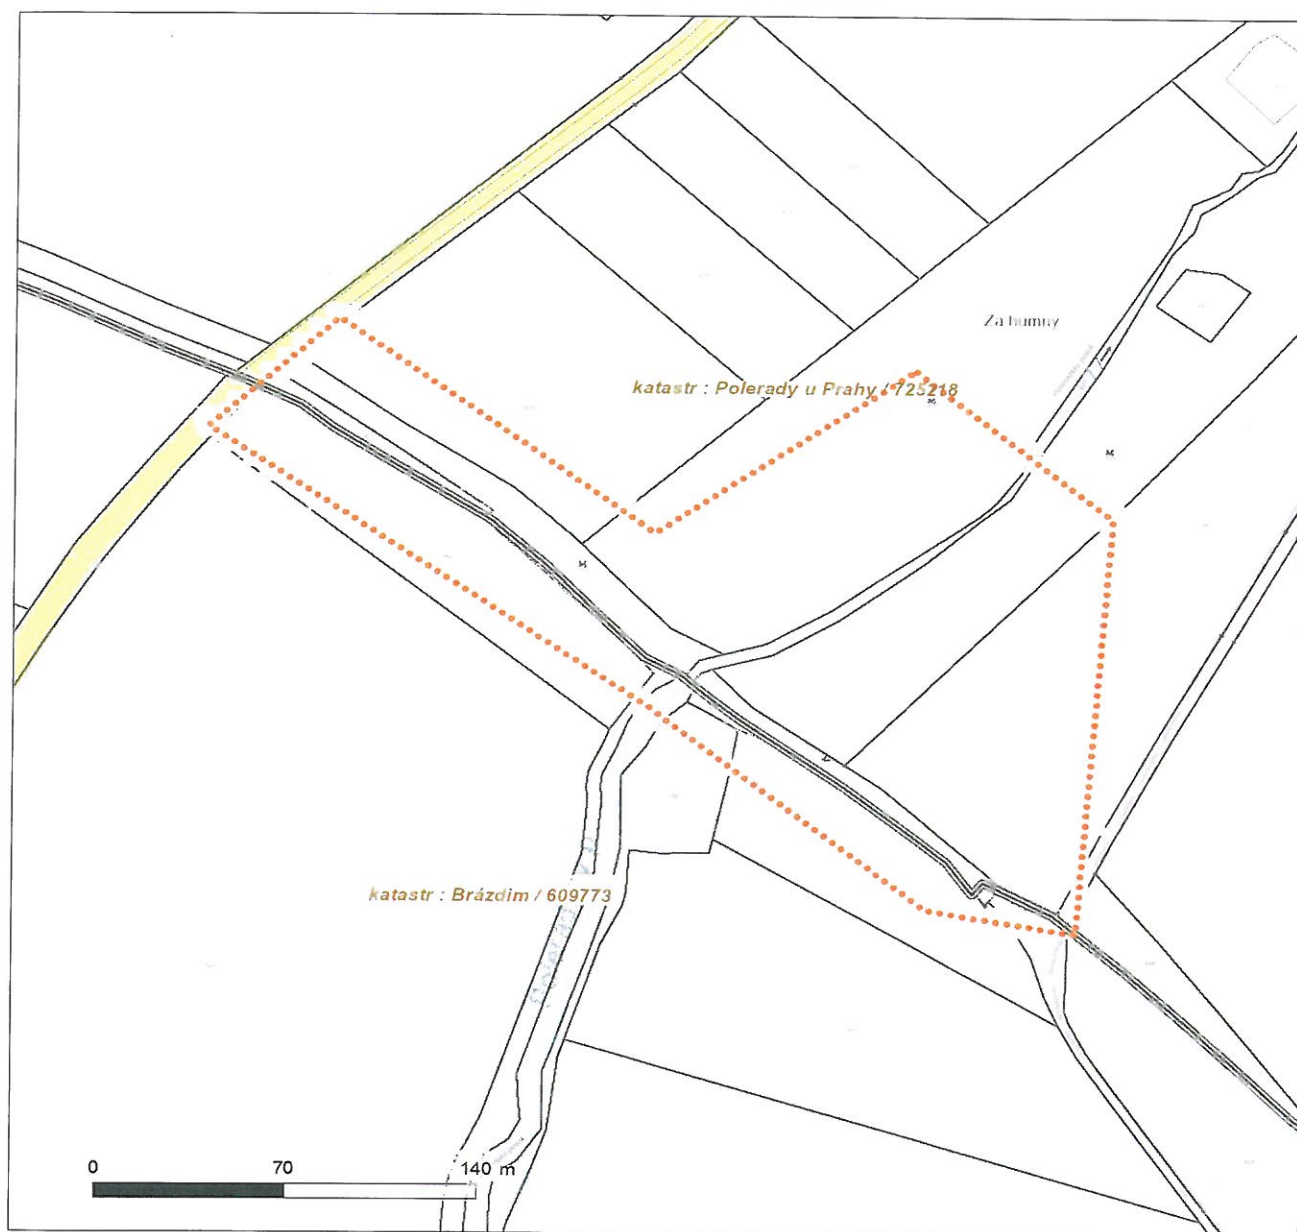 Za humny
katastr : Polerady u Prahy / 725218
katastr : Brázdim / 609773
0 70 140 m